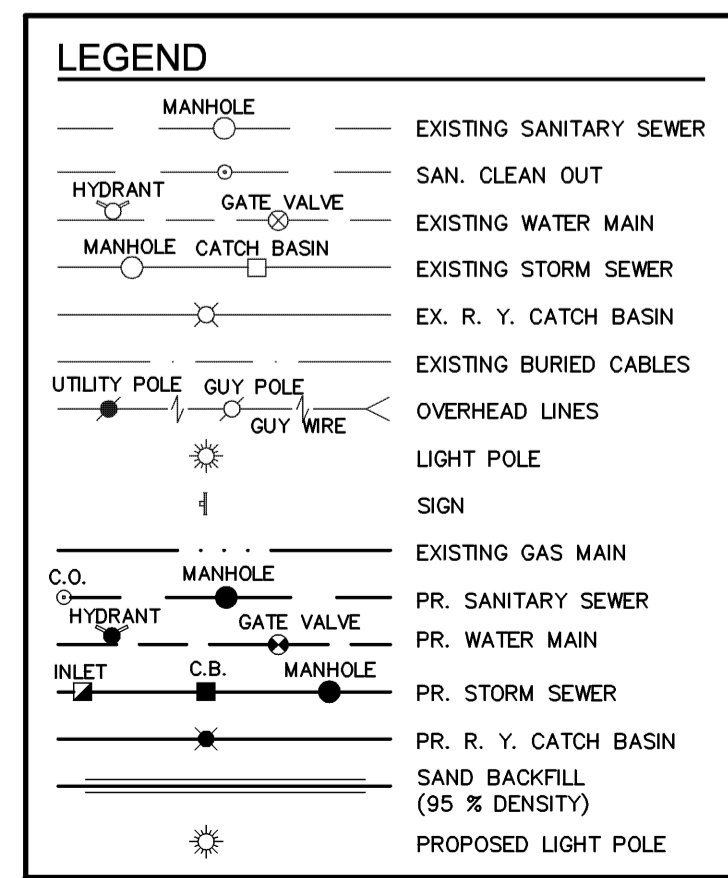 LEGEND
MANHOLE
EXISTING SANITARY SEWER
SAN. CLEAN OUT
HYDRANT GATE VALVE
EXISTING WATER MAIN
MANHOLE CATCH BASIN
EXISTING STORM SEWER
EX. R. Y. CATCH BASIN
EXISTING BURIED CABLES
UTILITY POLE GUY POLE
OVERHEAD LINES
GUY WIRE
LIGHT POLE
SIGN
EXISTING GAS MAIN
C.O. MANHOLE
PR. SANITARY SEWER
HYDRANT GATE VALVE
PR. WATER MAIN
INLET C.B. MANHOLE
PR. STORM SEWER
PR. R. Y. CATCH BASIN
SAND BACKFILL
(95 % DENSITY)
PROPOSED LIGHT POLE